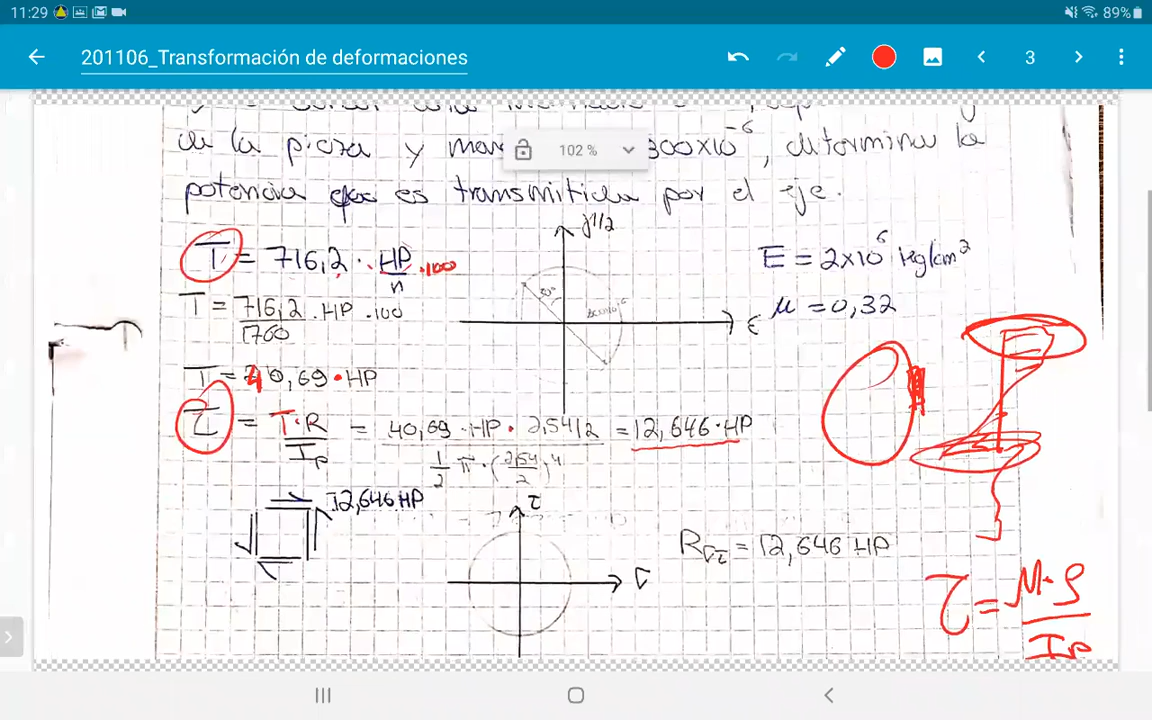 11:29
89%
201106_Transformación de deformaciones
3
102 %
de la pieza y 300x10⁻⁶, determina la
potencia que es transmitida por el eje.
T = 716,2 · HP/n ·100
γ/2
E = 2x10⁶ Kg/cm²
T = 716,2/1760 · HP ·100
ε
μ = 0,32
T = 40,69 · HP
τ = T·R/Ip = 40,69 · HP · 2,54/2 / ½ π · (2,54/2)⁴ = 12,646 · HP
12,646 HP
τ
R = 12,646 HP
σ
τ = M·ρ/Ip